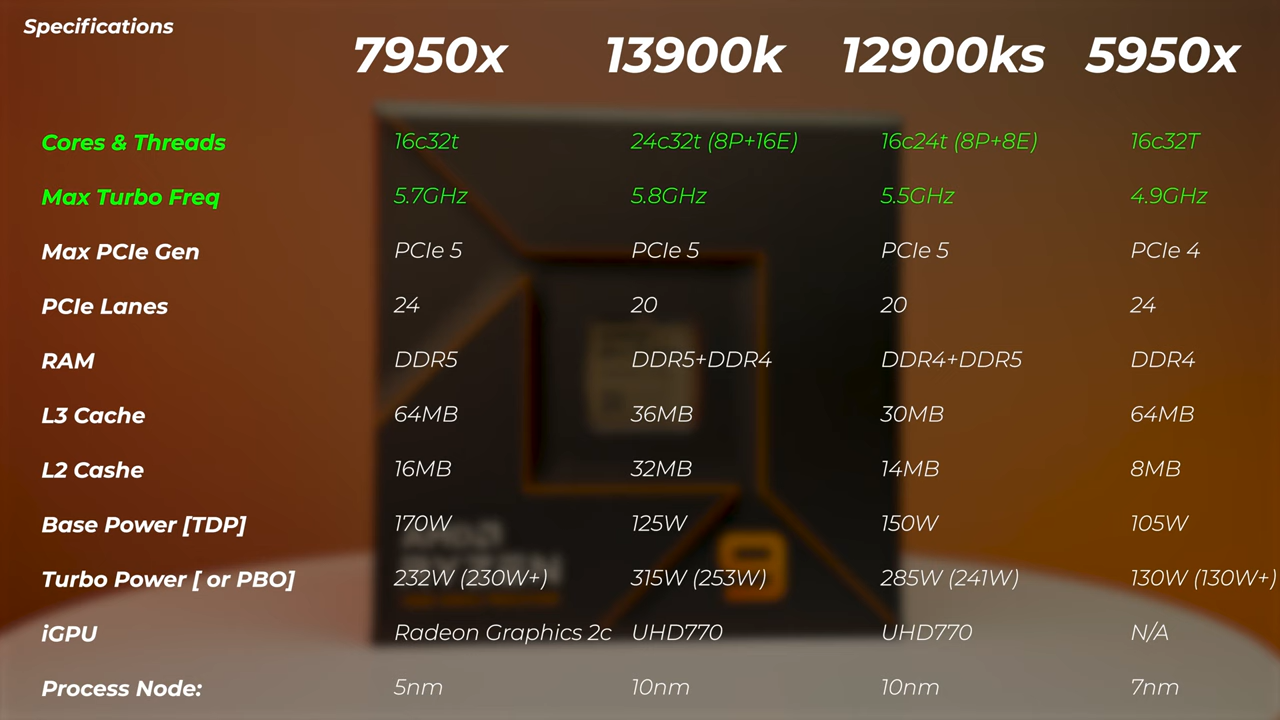 Specifications
7950x 13900k 12900ks 5950x
Cores & Threads 16c32t 24c32t (8P+16E) 16c24t (8P+8E) 16c32T
Max Turbo Freq 5.7GHz 5.8GHz 5.5GHz 4.9GHz
Max PCIe Gen PCIe 5 PCIe 5 PCIe 5 PCIe 4
PCIe Lanes 24 20 20 24
RAM DDR5 DDR5+DDR4 DDR4+DDR5 DDR4
L3 Cache 64MB 36MB 30MB 64MB
L2 Cashe 16MB 32MB 14MB 8MB
Base Power [TDP] 170W 125W 150W 105W
Turbo Power [ or PBO] 232W (230W+) 315W (253W) 285W (241W) 130W (130W+)
iGPU Radeon Graphics 2c UHD770 UHD770 N/A
Process Node: 5nm 10nm 10nm 7nm